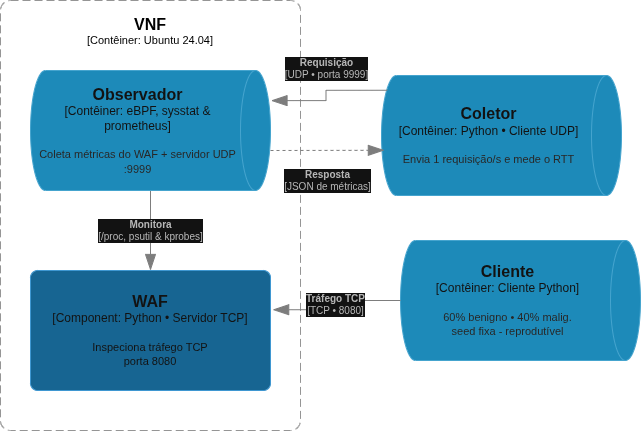 VNF
[Contêiner: Ubuntu 24.04]
Observador
[Contêiner: eBPF, sysstat &
prometheus]
Coleta métricas do WAF + servidor UDP
:9999
Requisição
[UDP • porta 9999]
Coletor
[Contêiner: Python • Cliente UDP]
Envia 1 requisição/s e mede o RTT
Resposta
[JSON de métricas]
Monitora
[/proc, psutil & kprobes]
WAF
[Component: Python • Servidor TCP]
Inspeciona tráfego TCP
porta 8080
Tráfego TCP
[TCP • 8080]
Cliente
[Contêiner: Cliente Python]
60% benigno • 40% malig.
seed fixa - reprodutível